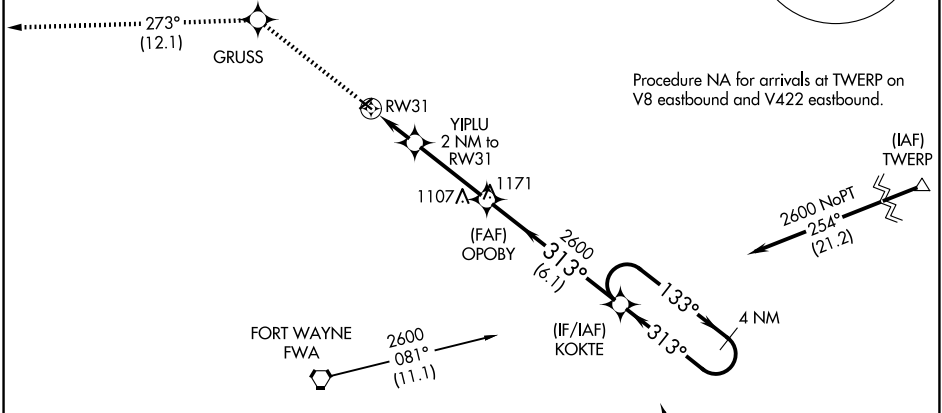 273°
(12.1)
GRUSS
RW31
YIPLU
2 NM to
RW31
Procedure NA for arrivals at TWERP on
V8 eastbound and V422 eastbound.
(IAF)
TWERP
2600 NoPT
254°
(21.2)
1107
1171
(FAF)
OPOBY
2600
313°
(6.1)
133°
4 NM
313°
(IF/IAF)
KOKTE
FORT WAYNE
FWA
2600
081°
(11.1)